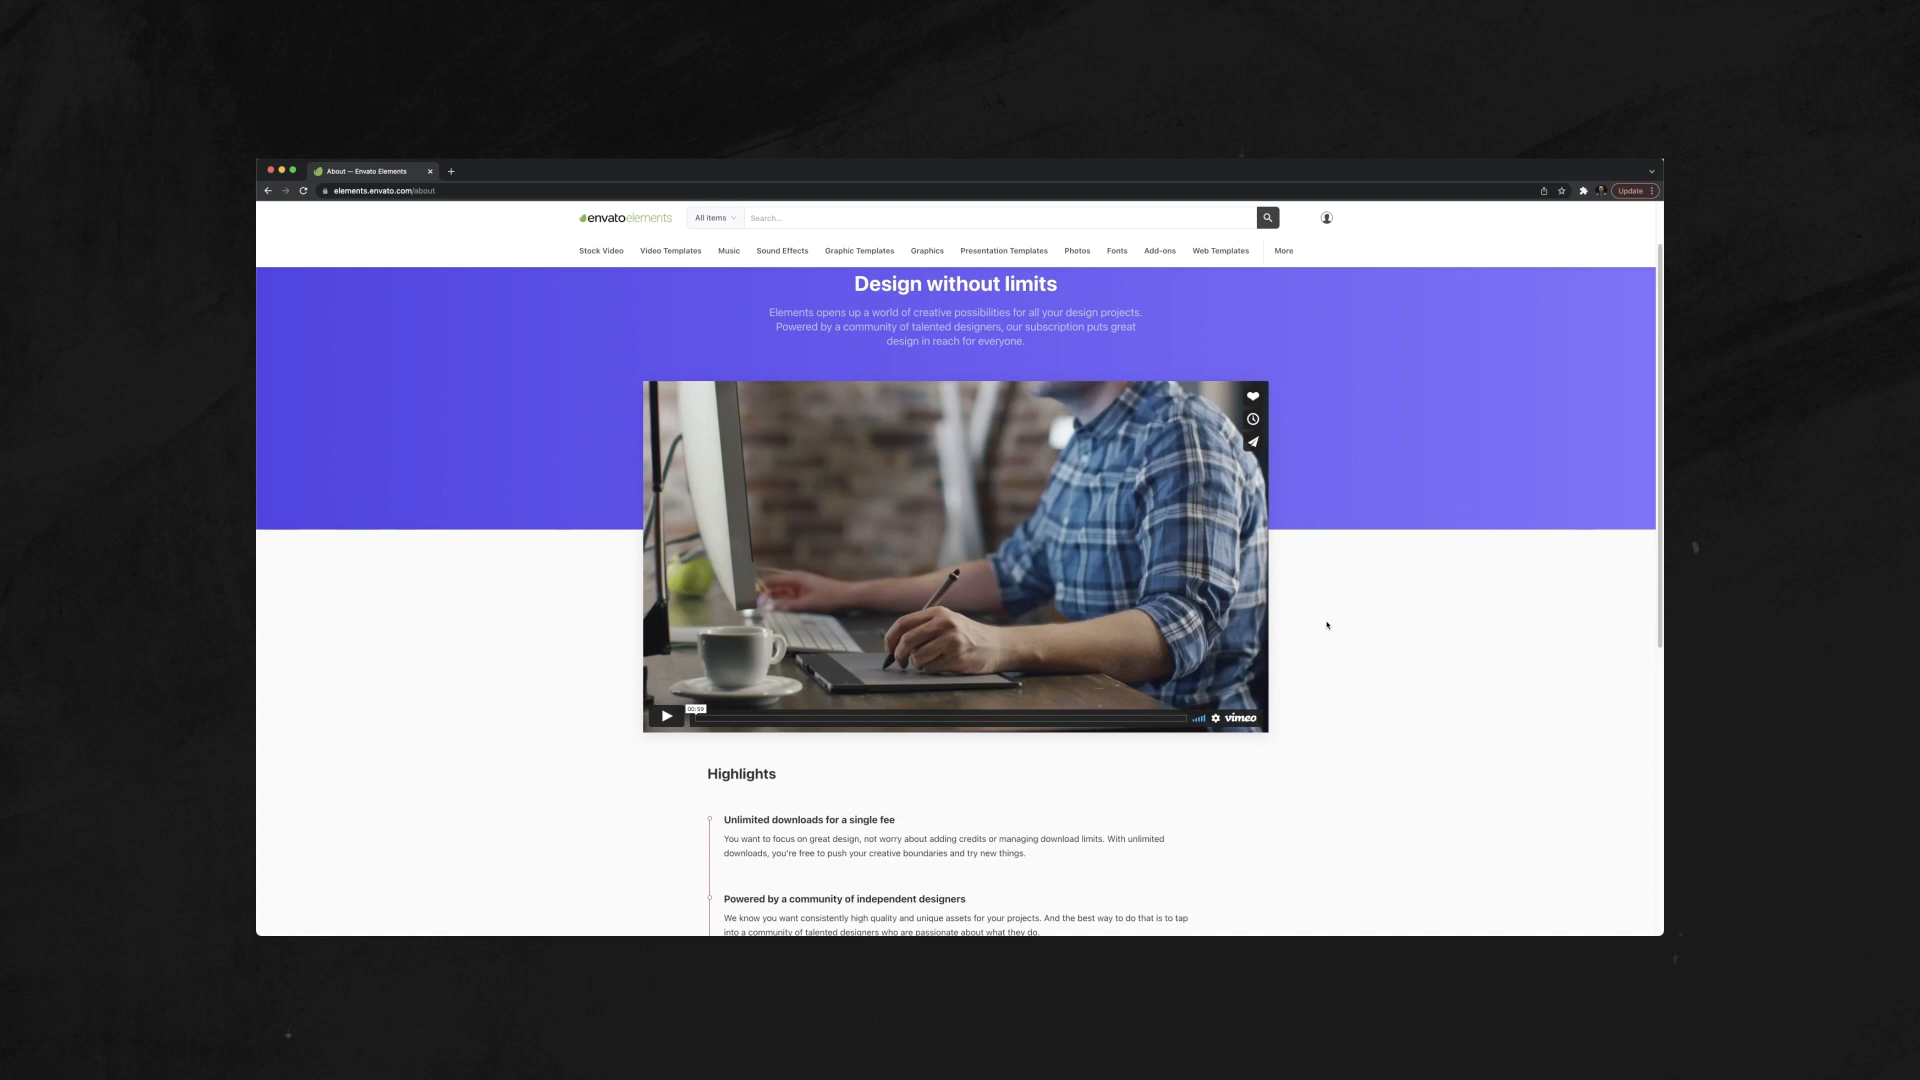 About — Envato Elements
elements.envato.com/about
Update
envatoelements
All items
Search...
Stock Video
Video Templates
Music
Sound Effects
Graphic Templates
Graphics
Presentation Templates
Photos
Fonts
Add-ons
Web Templates
More
Design without limits
Elements opens up a world of creative possibilities for all your design projects.
Powered by a community of talented designers, our subscription puts great
design in reach for everyone.
00:59
vimeo
Highlights
Unlimited downloads for a single fee
You want to focus on great design, not worry about adding credits or managing download limits. With unlimited
downloads, you're free to push your creative boundaries and try new things.
Powered by a community of independent designers
We know you want consistently high quality and unique assets for your projects. And the best way to do that is to tap
into a community of talented designers who are passionate about what they do.